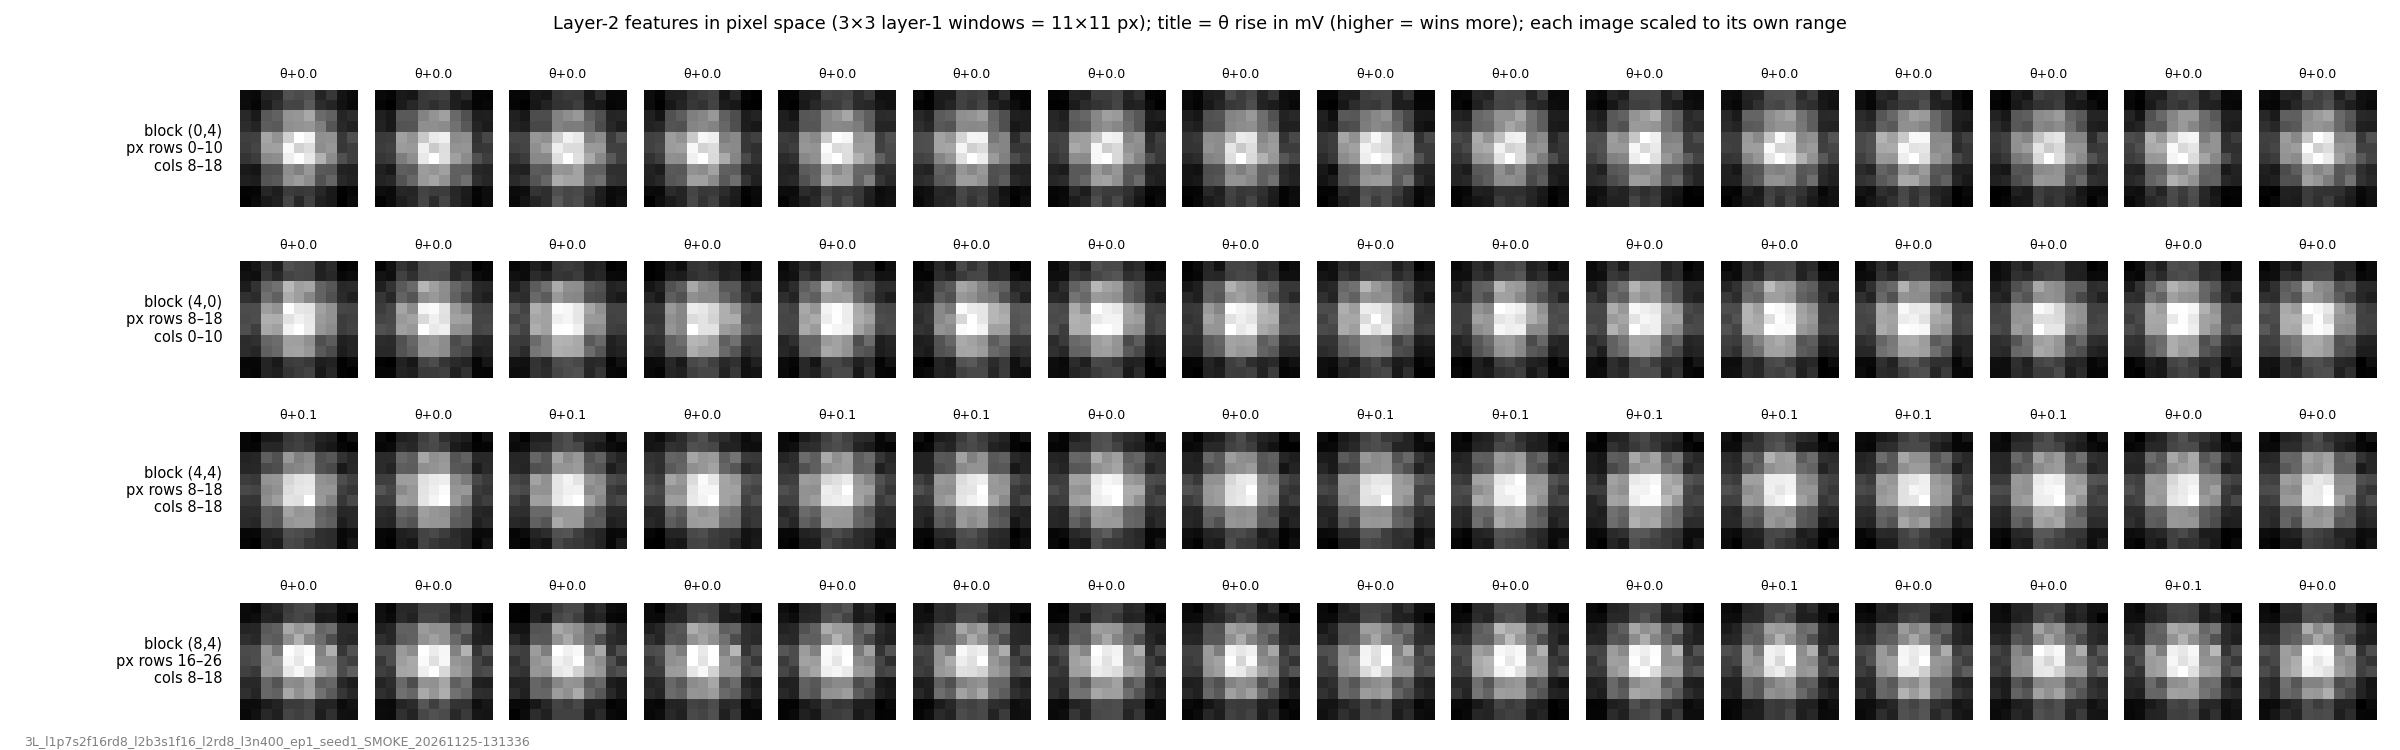 Layer-2 features in pixel space (3×3 layer-1 windows = 11×11 px); title = θ rise in mV (higher = wins more); each image scaled to its own range
θ+0.0 θ+0.0 θ+0.0 θ+0.0 θ+0.0 θ+0.0 θ+0.0 θ+0.0 θ+0.0 θ+0.0 θ+0.0 θ+0.0 θ+0.0 θ+0.0 θ+0.0 θ+0.0
block (0,4)
px rows 0–10
cols 8–18
θ+0.0 θ+0.0 θ+0.0 θ+0.0 θ+0.0 θ+0.0 θ+0.0 θ+0.0 θ+0.0 θ+0.0 θ+0.0 θ+0.0 θ+0.0 θ+0.0 θ+0.0 θ+0.0
block (4,0)
px rows 8–18
cols 0–10
θ+0.1 θ+0.0 θ+0.1 θ+0.0 θ+0.1 θ+0.1 θ+0.0 θ+0.0 θ+0.1 θ+0.1 θ+0.1 θ+0.1 θ+0.1 θ+0.1 θ+0.0 θ+0.0
block (4,4)
px rows 8–18
cols 8–18
θ+0.0 θ+0.0 θ+0.0 θ+0.0 θ+0.0 θ+0.0 θ+0.0 θ+0.0 θ+0.0 θ+0.0 θ+0.0 θ+0.1 θ+0.0 θ+0.0 θ+0.1 θ+0.0
block (8,4)
px rows 16–26
cols 8–18
3L_l1p7s2f16rd8_l2b3s1f16_l2rd8_l3n400_ep1_seed1_SMOKE_20261125-131336